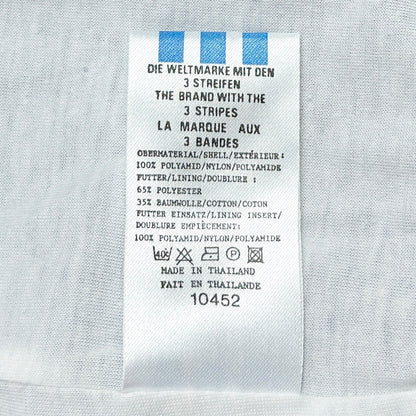 DIE WELTMARKE MIT DEN
3 STREIFEN
THE BRAND WITH THE
3 STRIPES
LA MARQUE AUX
3 BANDES
OBERMATERIAL/SHELL/EXTÉRIEUR:
100% POLYAMID/NYLON/POLYAMIDE
FUTTER/LINING/DOUBLURE :
65% POLYESTER
35% BAUMWOLLE/COTTON/COTON
FUTTER EINSATZ/LINING INSERT/
DOUBLURE EMPIÈCEMENT:
100% POLYAMID/NYLON/POLYAMIDE
40° P
MADE IN THAILAND
FAIT EN THAILAND
10452